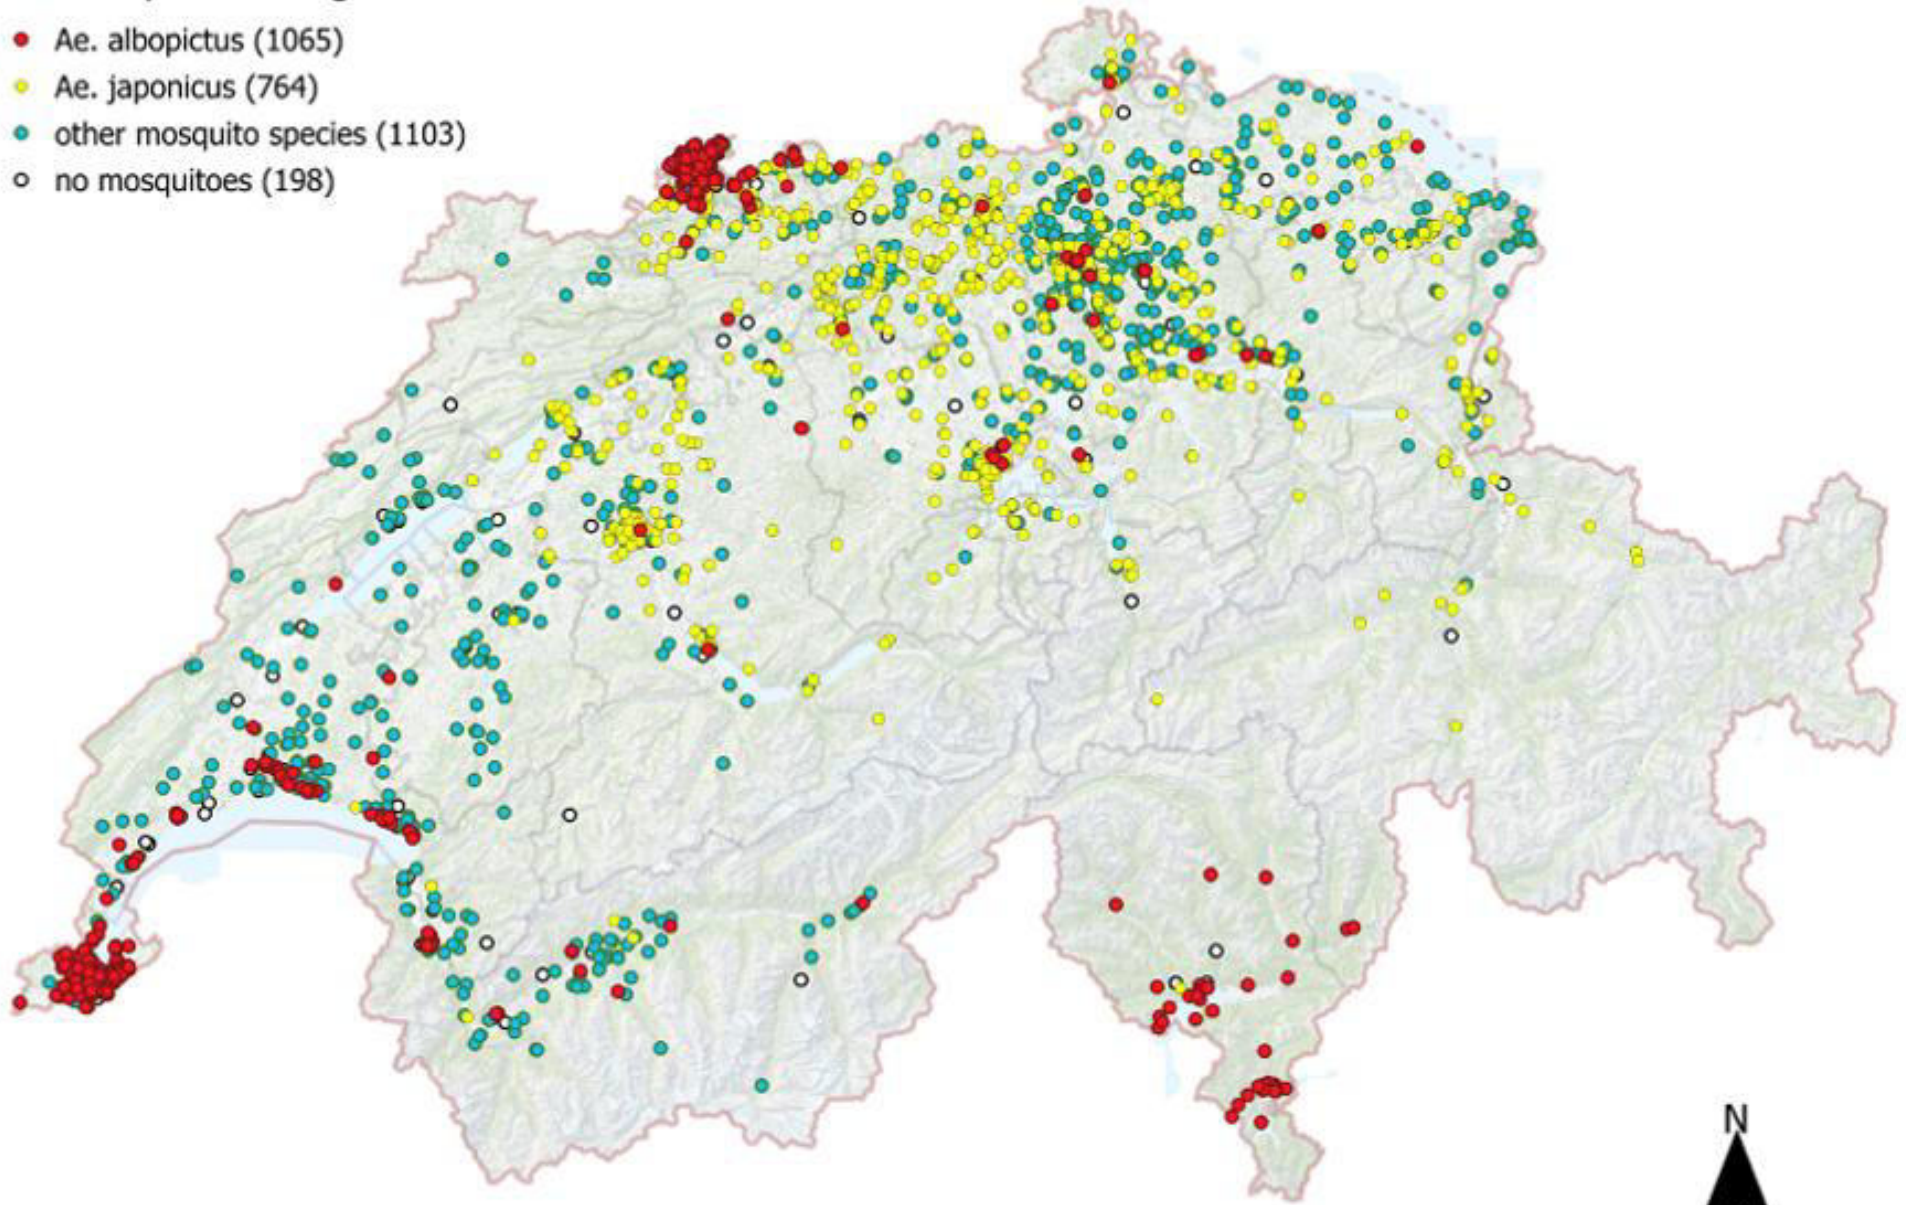 Ae. albopictus (1065)
Ae. japonicus (764)
other mosquito species (1103)
no mosquitoes (198)
N